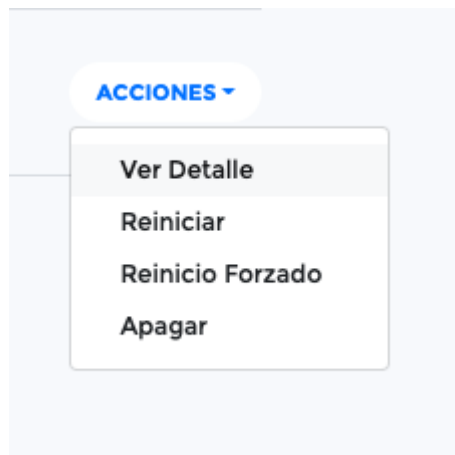 ACCIONES
Ver Detalle
Reiniciar
Reinicio Forzado
Apagar